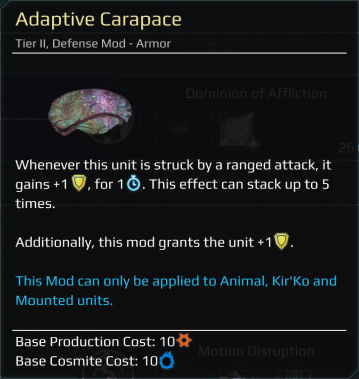 Adaptive Carapace
Tier II, Defense Mod - Armor
Dominion of Affliction
Whenever this unit is struck by a ranged attack, it
gains +1, for 1. This effect can stack up to 5
times.
Additionally, this mod grants the unit +1.
This Mod can only be applied to Animal, Kir'Ko and
Mounted units.
Base Production Cost: 10
Base Cosmite Cost: 10
Motion Disruption